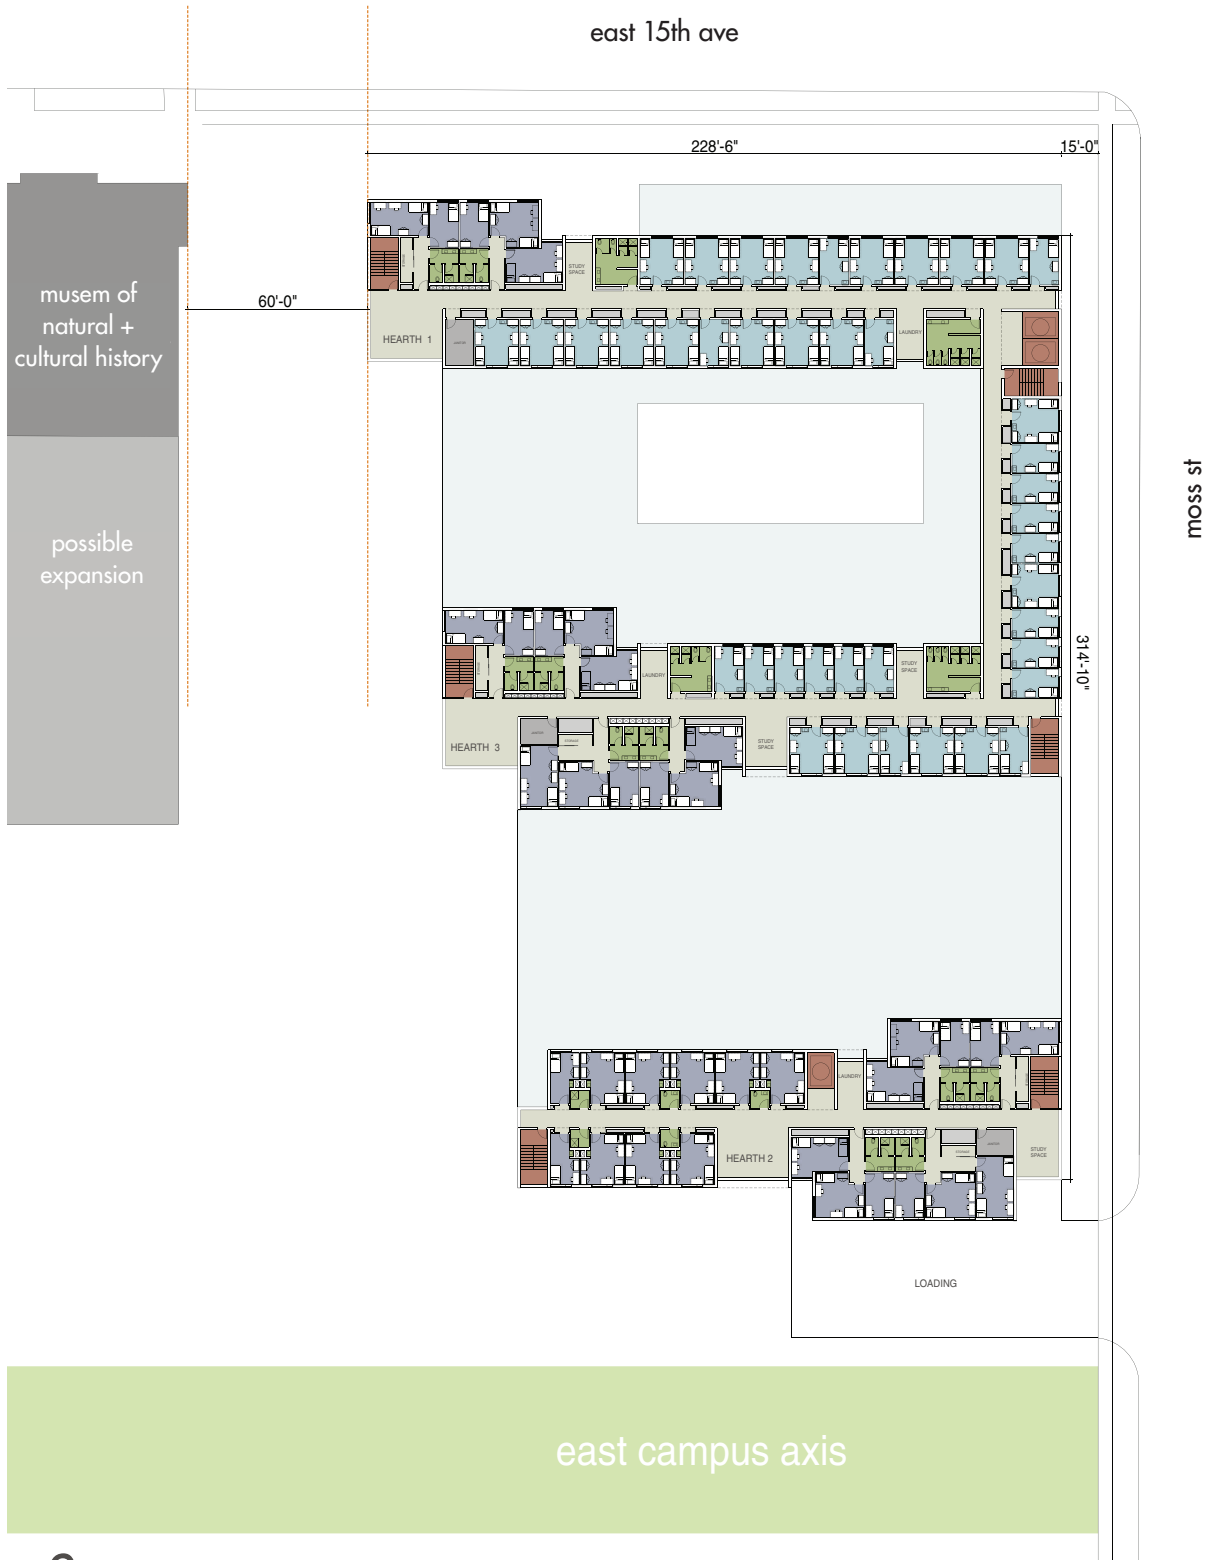 east 15th ave
228'-6"
15'-0"
musem of
natural +
cultural history
60'-0"
STUDY
SPACE
HEARTH 1
LAUNDRY
possible
expansion
moss st
314'-10"
LAUNDRY
STUDY
SPACE
HEARTH 3
STORAGE
STUDY
SPACE
LAUNDRY
HEARTH 2
STORAGE
STUDY
SPACE
LOADING
east campus axis